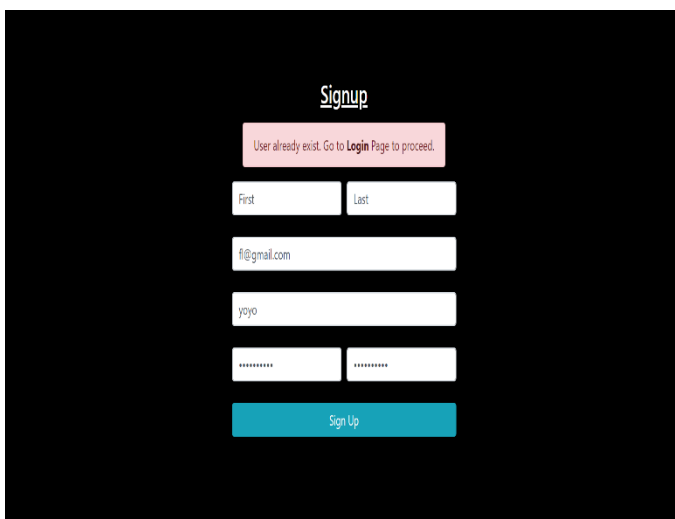 Signup
User already exist. Go to Login Page to proceed.
First Last
fl@gmail.com
yoyo
•••••••••• ••••••••••
Sign Up